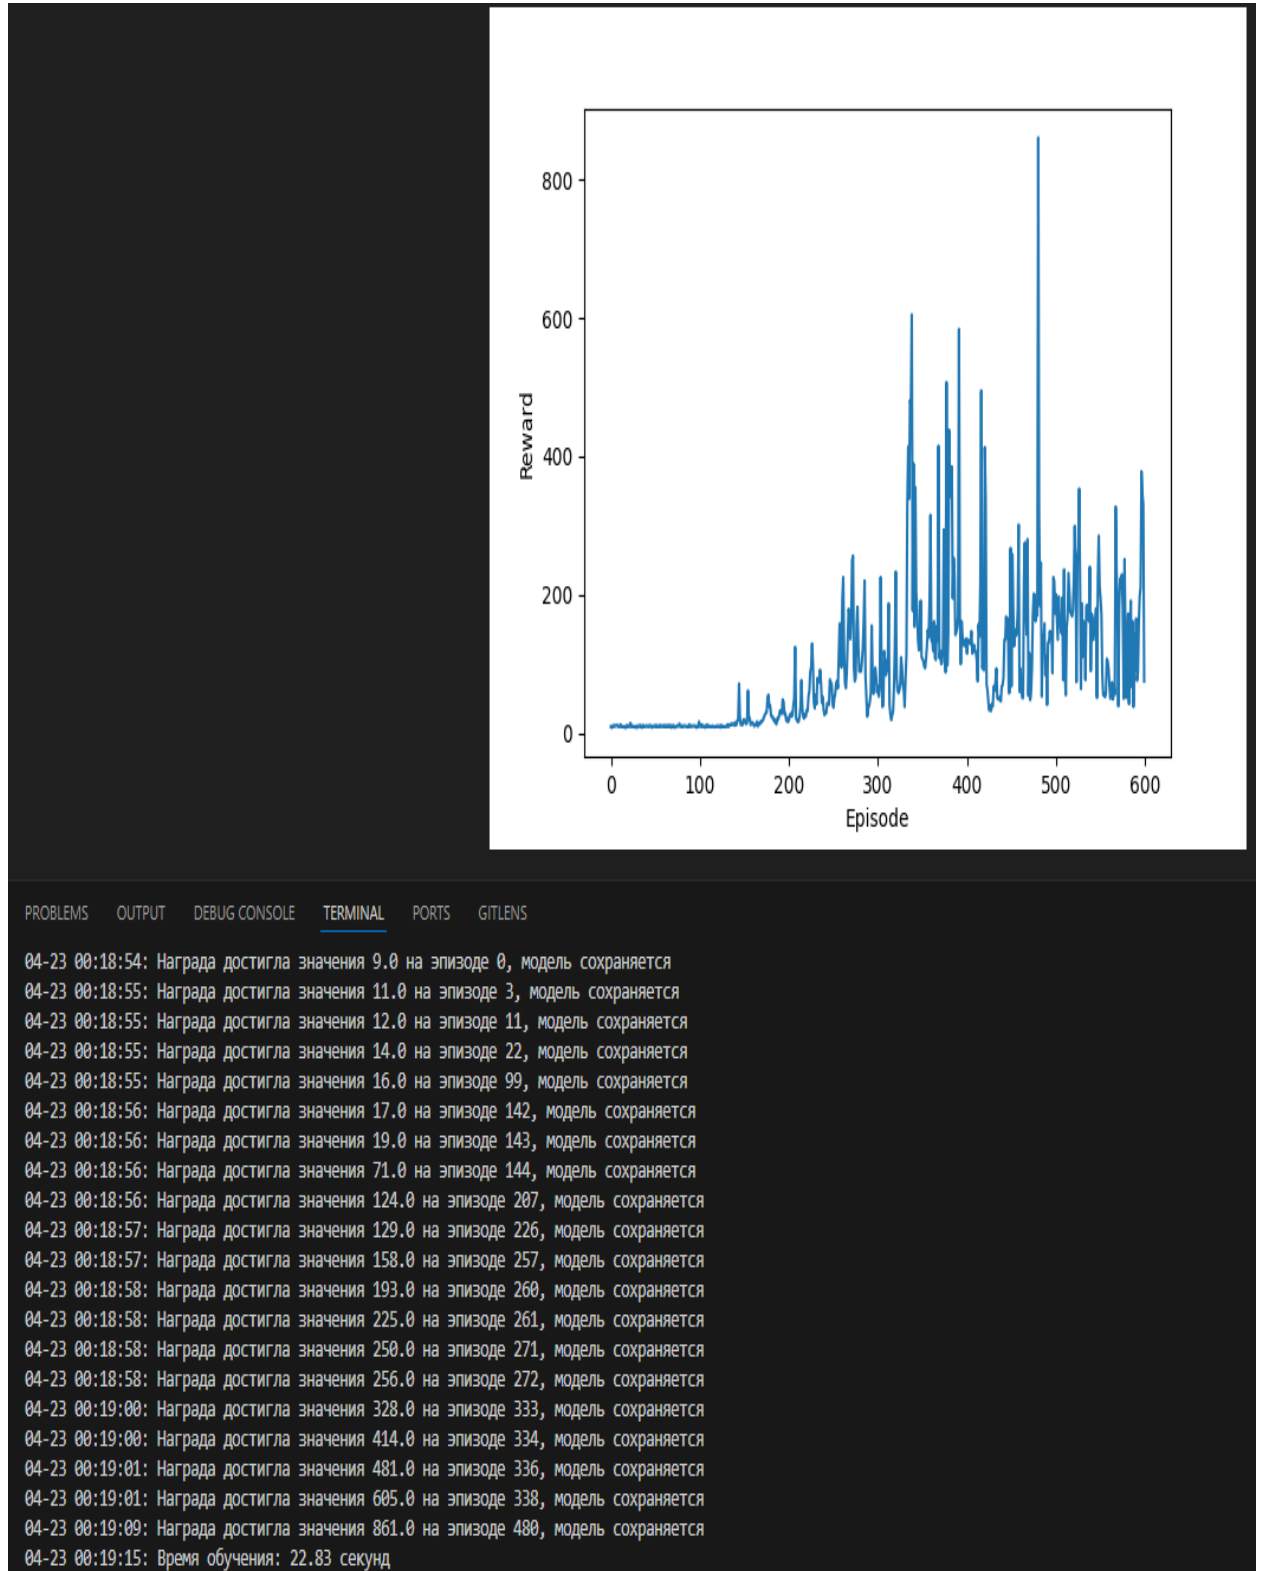 800
600
400
200
0
Reward
0 100 200 300 400 500 600
Episode
PROBLEMS OUTPUT DEBUG CONSOLE TERMINAL PORTS GITLENS
04-23 00:18:54: Награда достигла значения 9.0 на эпизоде 0, модель сохраняется
04-23 00:18:55: Награда достигла значения 11.0 на эпизоде 3, модель сохраняется
04-23 00:18:55: Награда достигла значения 12.0 на эпизоде 11, модель сохраняется
04-23 00:18:55: Награда достигла значения 14.0 на эпизоде 22, модель сохраняется
04-23 00:18:55: Награда достигла значения 16.0 на эпизоде 99, модель сохраняется
04-23 00:18:56: Награда достигла значения 17.0 на эпизоде 142, модель сохраняется
04-23 00:18:56: Награда достигла значения 19.0 на эпизоде 143, модель сохраняется
04-23 00:18:56: Награда достигла значения 71.0 на эпизоде 144, модель сохраняется
04-23 00:18:56: Награда достигла значения 124.0 на эпизоде 207, модель сохраняется
04-23 00:18:57: Награда достигла значения 129.0 на эпизоде 226, модель сохраняется
04-23 00:18:57: Награда достигла значения 158.0 на эпизоде 257, модель сохраняется
04-23 00:18:58: Награда достигла значения 193.0 на эпизоде 260, модель сохраняется
04-23 00:18:58: Награда достигла значения 225.0 на эпизоде 261, модель сохраняется
04-23 00:18:58: Награда достигла значения 250.0 на эпизоде 271, модель сохраняется
04-23 00:18:58: Награда достигла значения 256.0 на эпизоде 272, модель сохраняется
04-23 00:19:00: Награда достигла значения 328.0 на эпизоде 333, модель сохраняется
04-23 00:19:00: Награда достигла значения 414.0 на эпизоде 334, модель сохраняется
04-23 00:19:01: Награда достигла значения 481.0 на эпизоде 336, модель сохраняется
04-23 00:19:01: Награда достигла значения 605.0 на эпизоде 338, модель сохраняется
04-23 00:19:09: Награда достигла значения 861.0 на эпизоде 480, модель сохраняется
04-23 00:19:15: Время обучения: 22.83 секунд